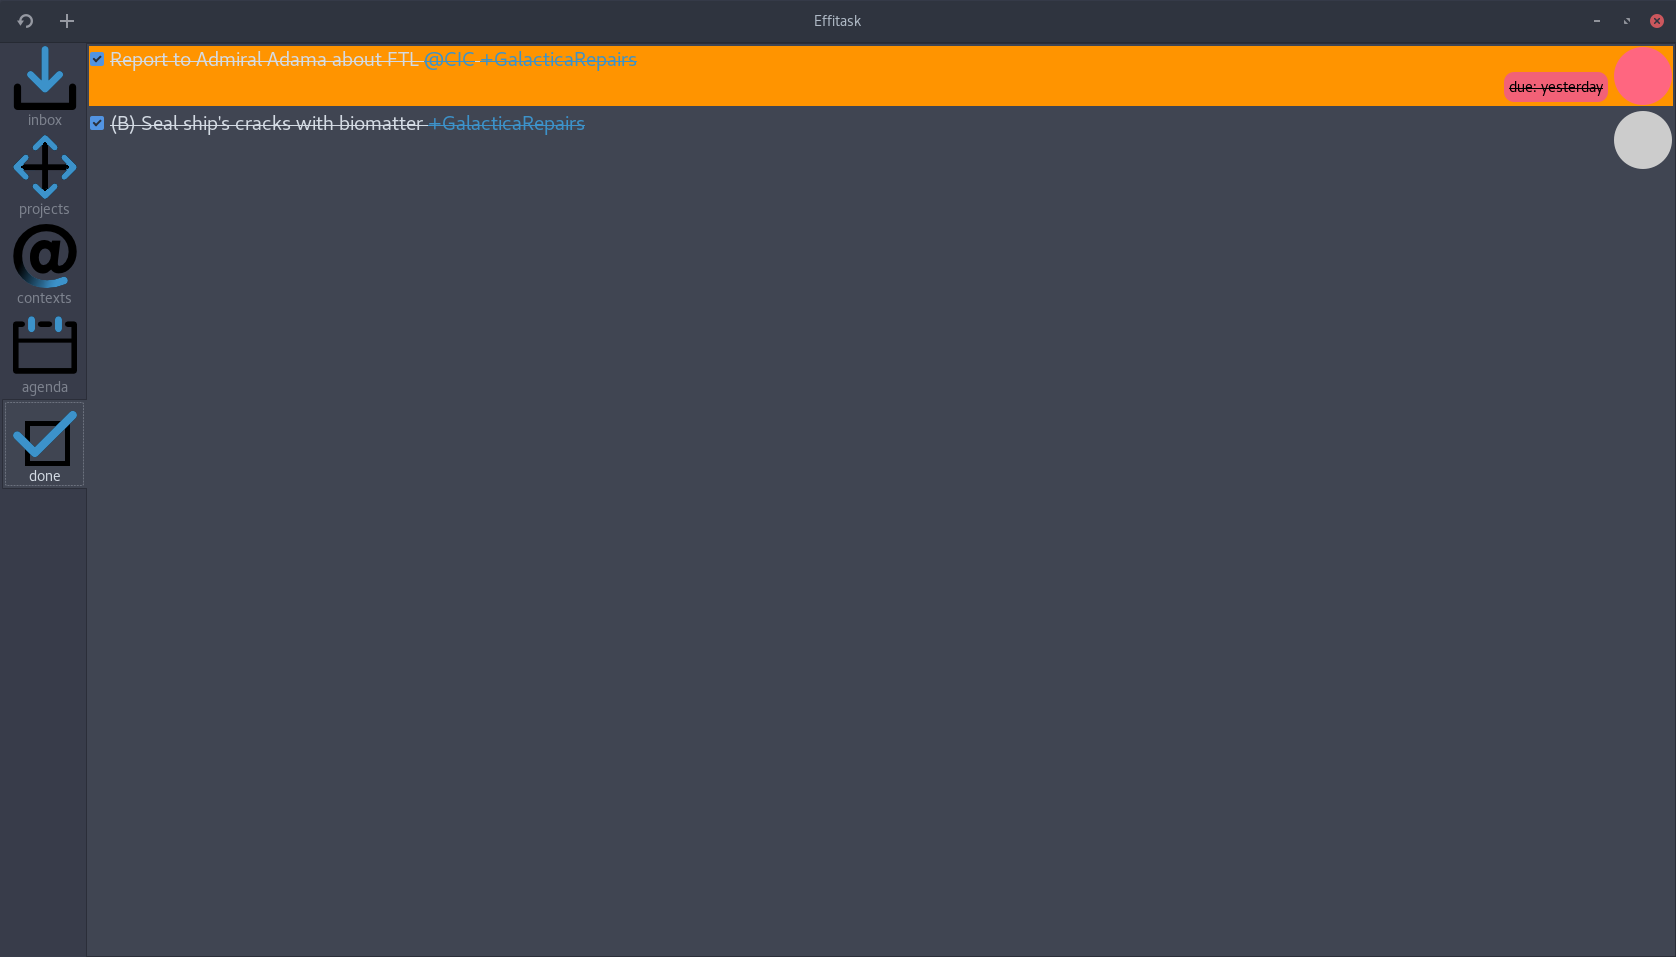 Effitask
inbox
projects
contexts
agenda
done
Report to Admiral Adama about FTL @CIC +GalacticaRepairs
due: yesterday
(B) Seal ship's cracks with biomatter +GalacticaRepairs